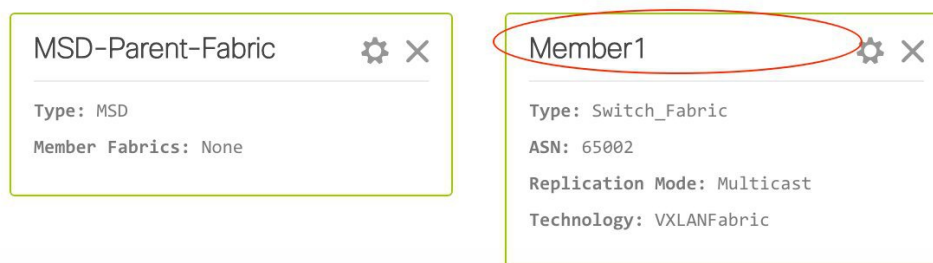 MSD-Parent-Fabric
Type: MSD
Member Fabrics: None
Member1
Type: Switch_Fabric
ASN: 65002
Replication Mode: Multicast
Technology: VXLANFabric